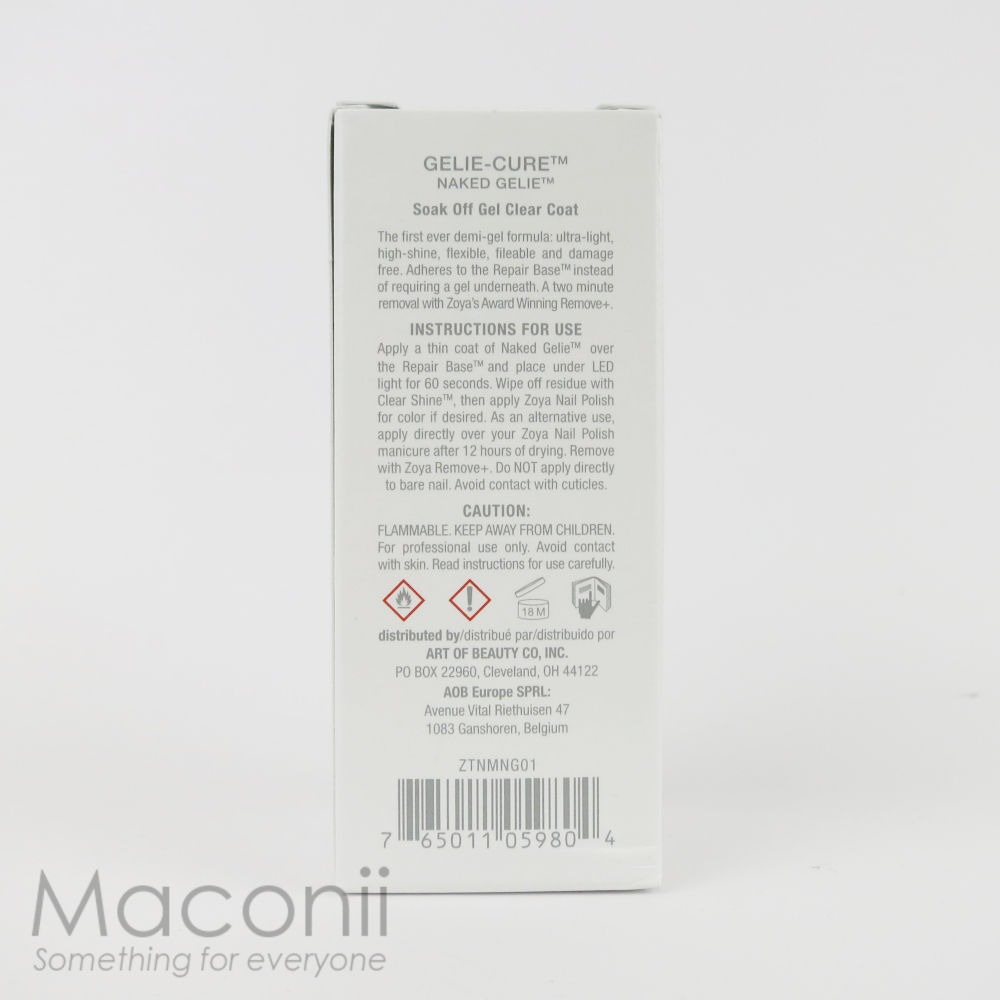 GELIE-CURE™
NAKED GELIE™
Soak Off Gel Clear Coat
The first ever demi-gel formula: ultra-light,
high-shine, flexible, fileable and damage
free. Adheres to the Repair Base™ instead
of requiring a gel underneath. A two minute
removal with Zoya's Award Winning Remove+.
INSTRUCTIONS FOR USE
Apply a thin coat of Naked Gelie™ over
the Repair Base™ and place under LED
light for 60 seconds. Wipe off residue with
Clear Shine™, then apply Zoya Nail Polish
for color if desired. As an alternative use,
apply directly over your Zoya Nail Polish
manicure after 12 hours of drying. Remove
with Zoya Remove+. Do NOT apply directly
to bare nail. Avoid contact with cuticles.
CAUTION:
FLAMMABLE. KEEP AWAY FROM CHILDREN.
For professional use only. Avoid contact
with skin. Read instructions for use carefully.
18 M
distributed by/distribué par/distribuido por
ART OF BEAUTY CO, INC.
PO BOX 22960, Cleveland, OH 44122
AOB Europe SPRL:
Avenue Vital Riethuisen 47
1083 Ganshoren, Belgium
ZTNMNG01
7 65011 05980 4
Maconii
Something for everyone